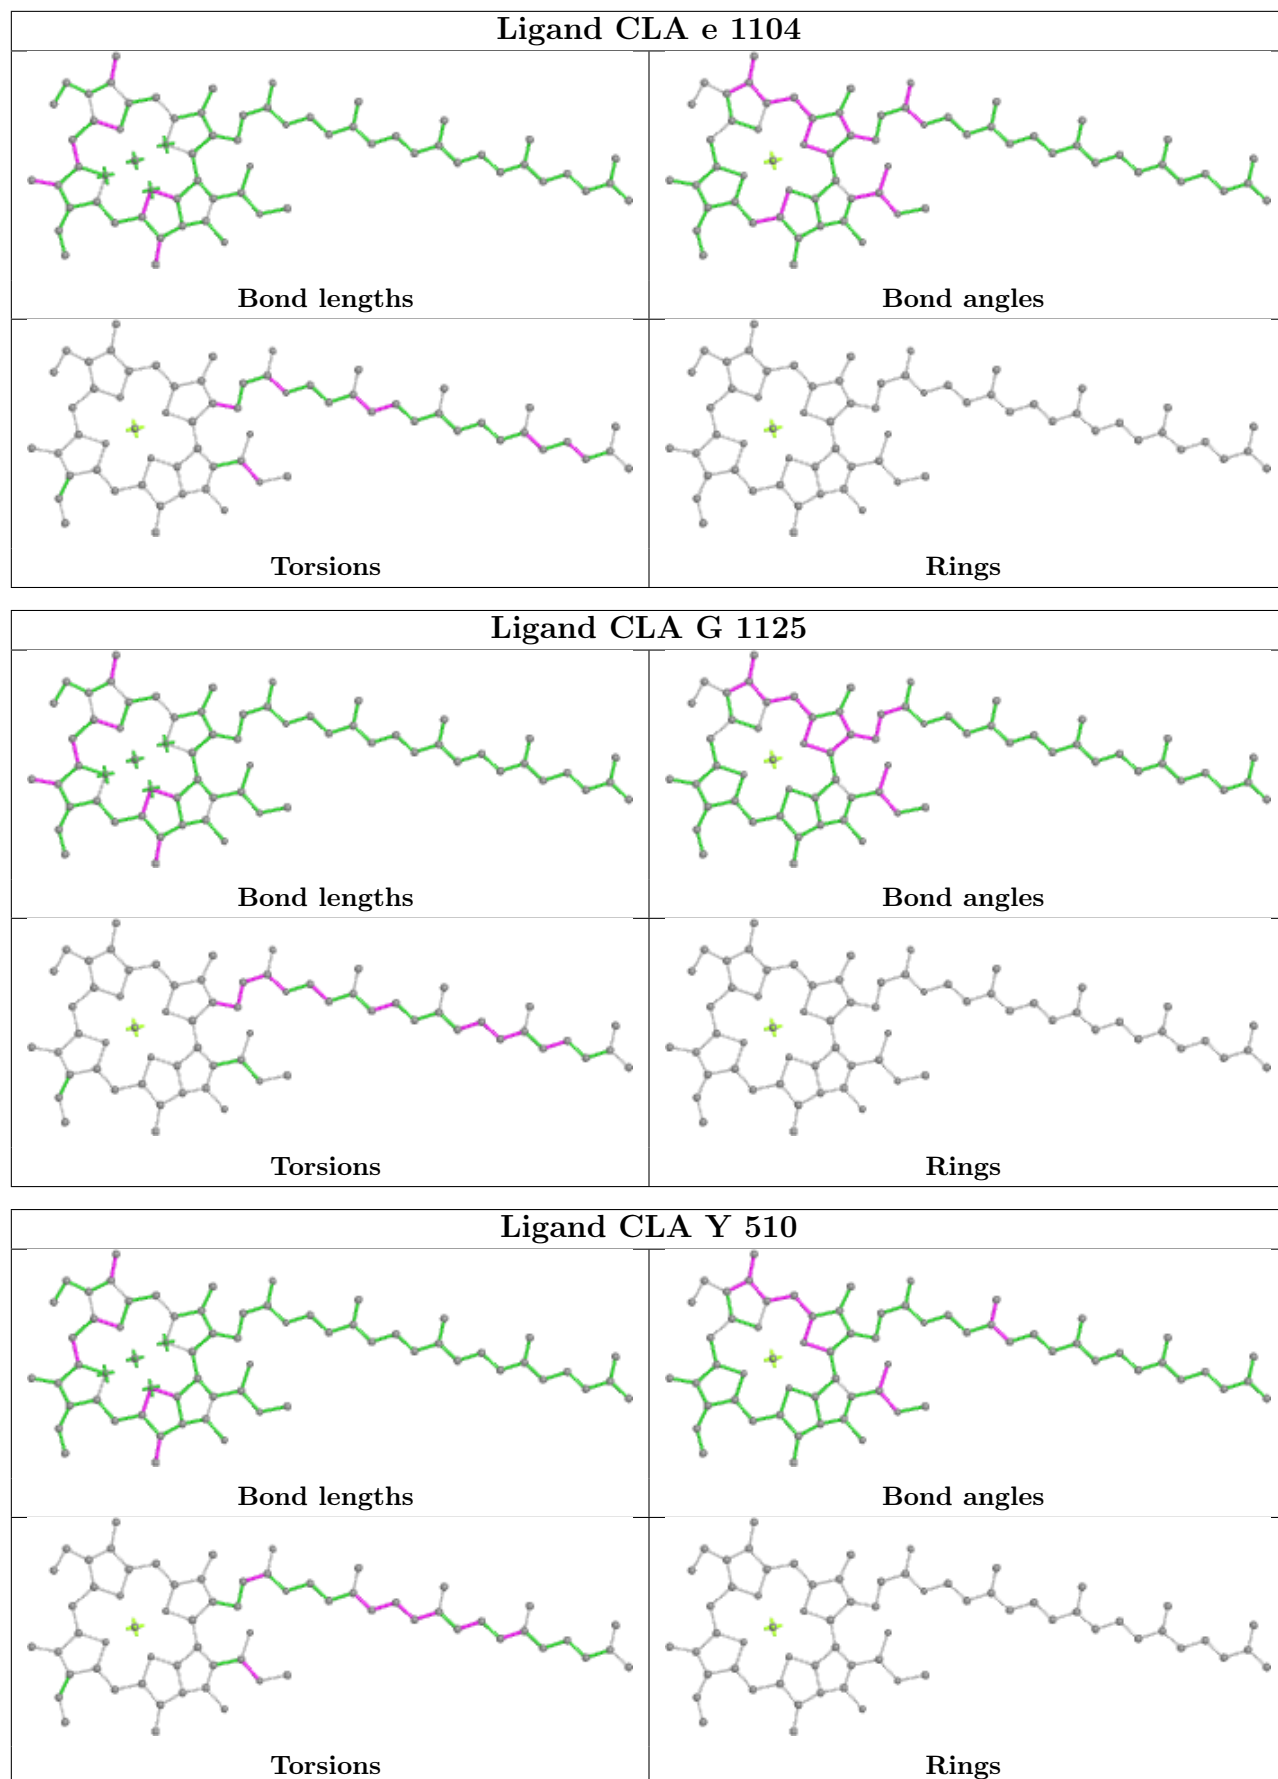 Ligand CLA e 1104
Bond lengths
Bond angles
Torsions
Rings
Ligand CLA G 1125
Bond lengths
Bond angles
Torsions
Rings
Ligand CLA Y 510
Bond lengths
Bond angles
Torsions
Rings